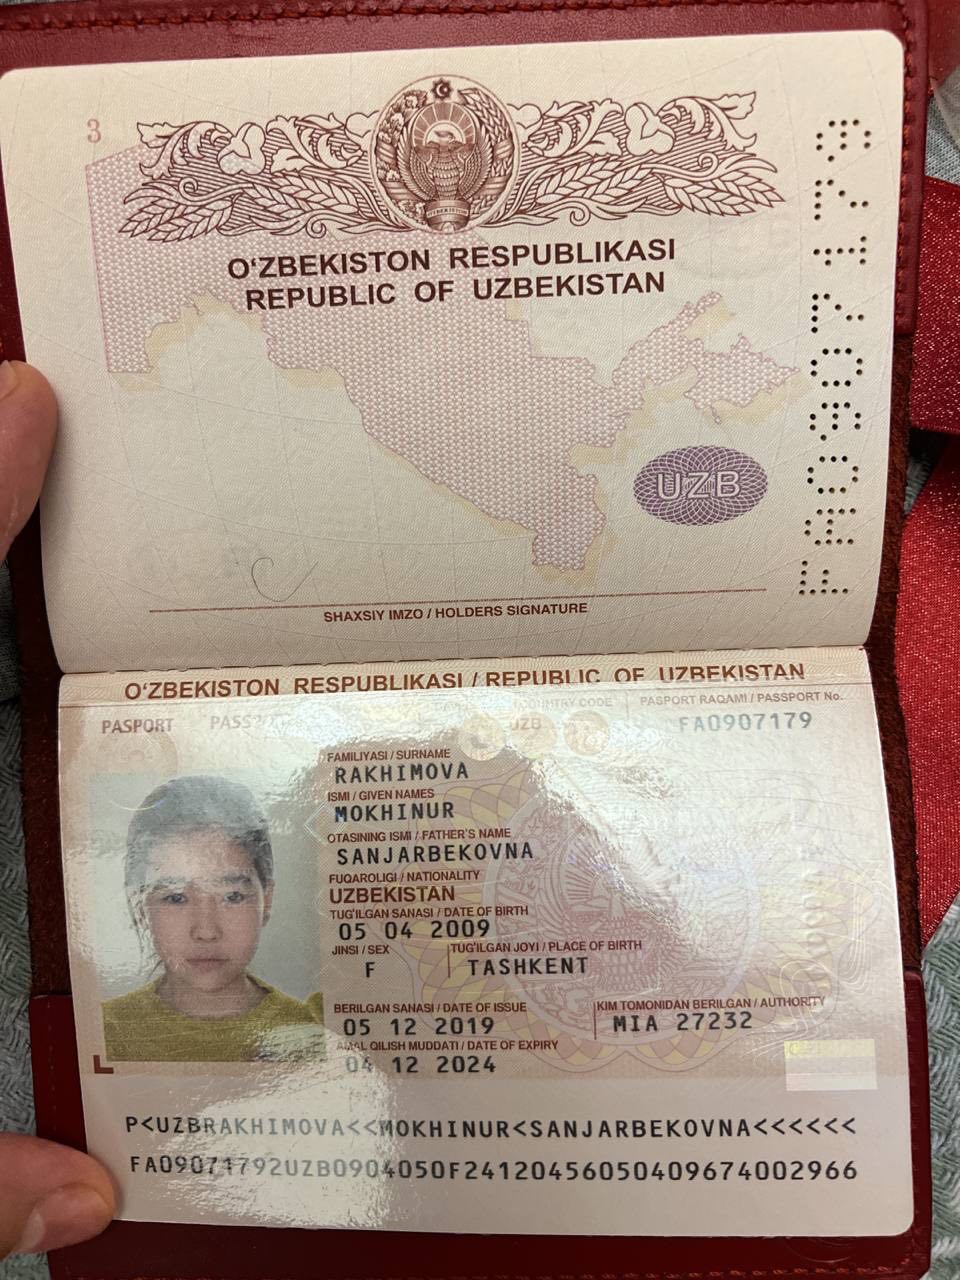 3
O'ZBEKISTON RESPUBLIKASI
REPUBLIC OF UZBEKISTAN
UZB
FA0907179
SHAXSIY IMZO / HOLDERS SIGNATURE
O'ZBEKISTON RESPUBLIKASI / REPUBLIC OF UZBEKISTAN
PASPORT
COUNTRY CODE
PASPORT RAQAMI / PASSPORT No.
UZB
FA0907179
FAMILIYASI / SURNAME
RAKHIMOVA
ISMI / GIVEN NAMES
MOKHINUR
OTASINING ISMI / FATHER'S NAME
SANJARBEKOVNA
FUQAROLIGI / NATIONALITY
UZBEKISTAN
TUG'ILGAN SANASI / DATE OF BIRTH
05 04 2009
JINSI / SEX
TUG'ILGAN JOYI / PLACE OF BIRTH
F
TASHKENT
BERILGAN SANASI / DATE OF ISSUE
KIM TOMONIDAN BERILGAN / AUTHORITY
05 12 2019
MIA 27232
AMAL QILISH MUDDATI / DATE OF EXPIRY
04 12 2024
P<UZBRAKHIMOVA<<MOKHINUR<SANJARBEKOVNA<<<<<<
FA09071792UZB0904050F24120456050409674002966